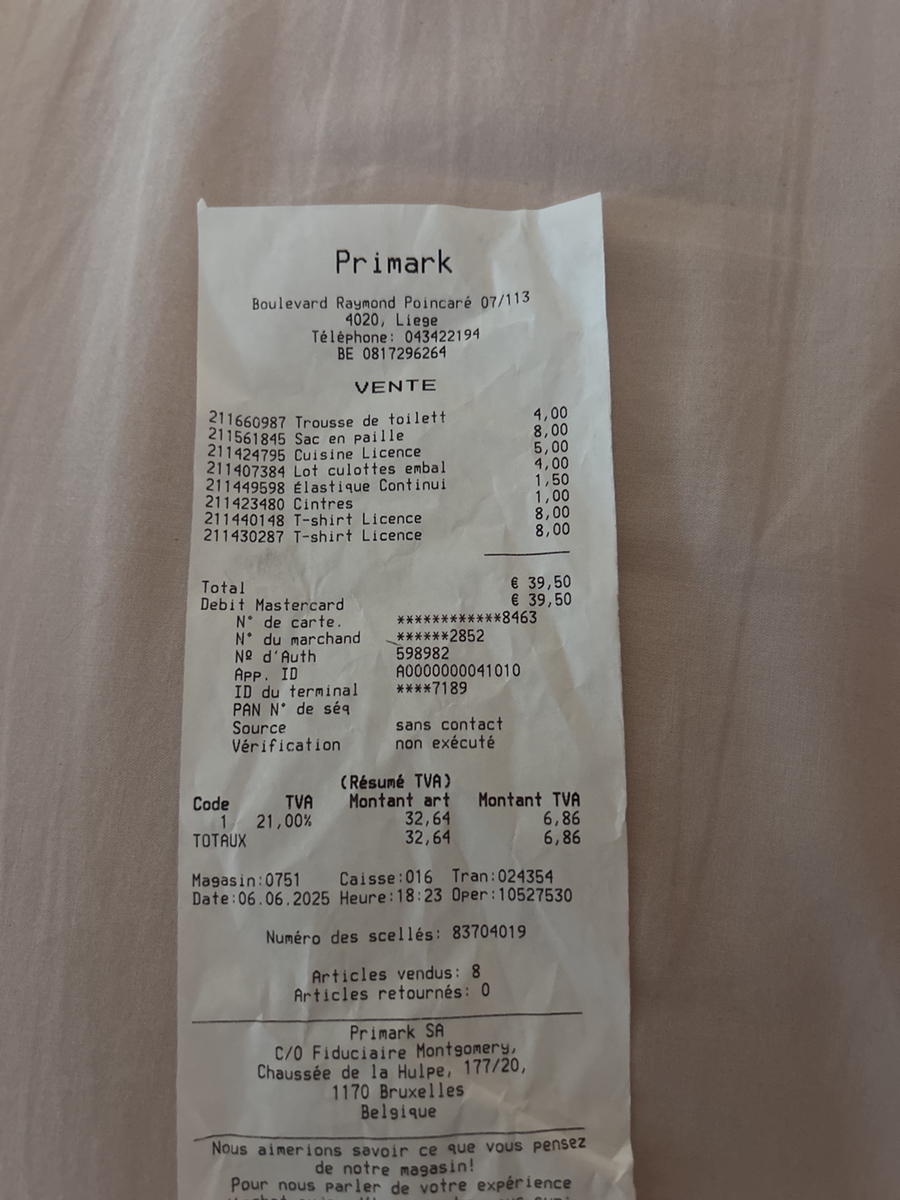 Primark
Boulevard Raymond Poincaré 07/113
4020, Liege
Téléphone: 043422194
BE 0817296264
VENTE
211660987 Trousse de toilett 4,00
211561845 Sac en paille 8,00
211424795 Cuisine Licence 5,00
211407384 Lot culottes embal 4,00
211449598 Élastique Continui 1,50
211423480 Cintres 1,00
211440148 T-shirt Licence 8,00
211430287 T-shirt Licence 8,00
Total € 39,50
Debit Mastercard € 39,50
N° de carte. ************8463
N° du marchand ******2852
Nº d'Auth 598982
App. ID A0000000041010
ID du terminal ****7189
PAN N° de séq
Source sans contact
Vérification non exécuté
(Résumé TVA)
Code TVA Montant art Montant TVA
1 21,00% 32,64 6,86
TOTAUX 32,64 6,86
Magasin:0751 Caisse:016 Tran:024354
Date:06.06.2025 Heure:18:23 Oper:10527530
Numéro des scellés: 83704019
Articles vendus: 8
Articles retournés: 0
Primark SA
C/O Fiduciaire Montgomery,
Chaussée de la Hulpe, 177/20,
1170 Bruxelles
Belgique
Nous aimerions savoir ce que vous pensez
de notre magasin!
Pour nous parler de votre expérience